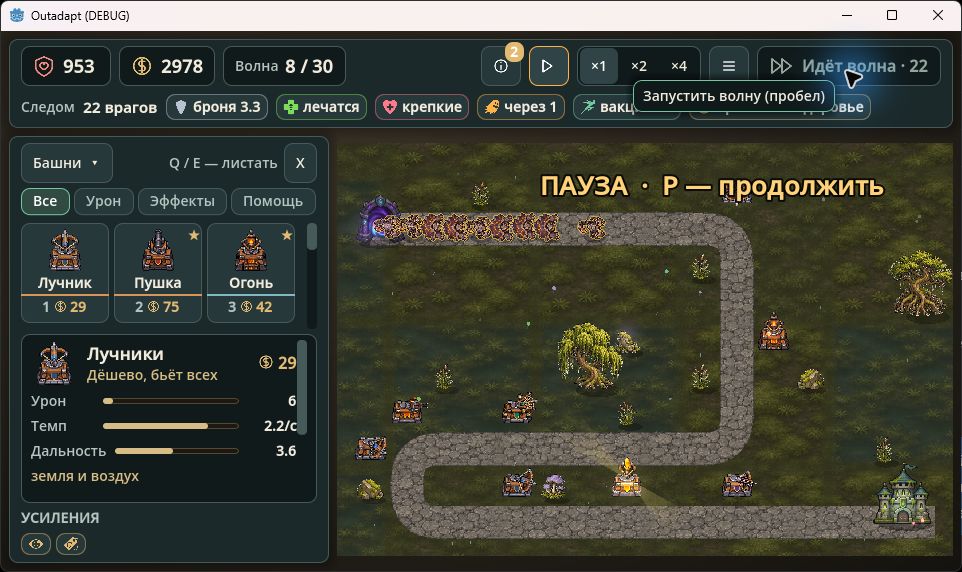 Outadapt (DEBUG)
953
2978
Волна 8 / 30
2
×1 ×2 ×4
Идёт волна · 22
Следом 22 врагов
броня 3.3
лечатся
крепкие
через 1
Запустить волну (пробел)
Башни
Q / E — листать
X
Все Урон Эффекты Помощь
Лучник Пушка Огонь
1 29 2 75 3 42
Лучники
29
Дёшево, бьёт всех
Урон 6
Темп 2.2/с
Дальность 3.6
земля и воздух
УСИЛЕНИЯ
ПАУЗА · P — продолжить